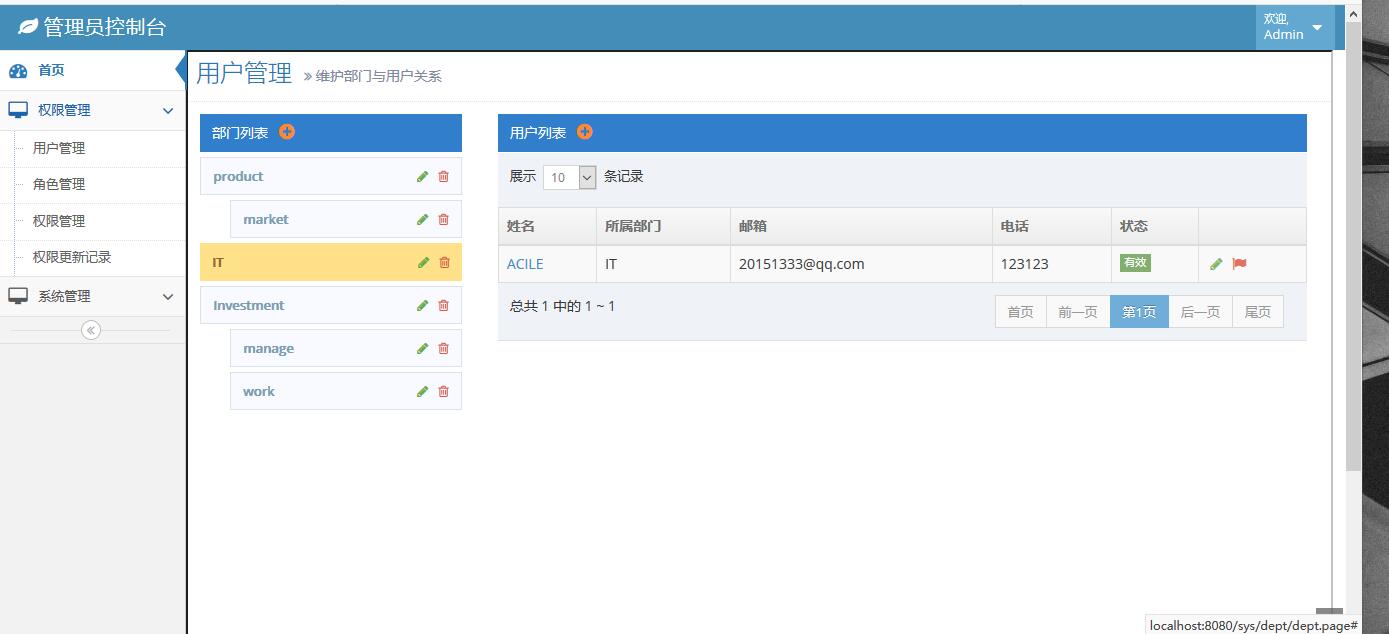 管理员控制台
欢迎,
Admin
首页
权限管理
用户管理
角色管理
权限管理
权限更新记录
系统管理
用户管理 » 维护部门与用户关系
部门列表
product
market
IT
Investment
manage
work
用户列表
展示 10 条记录
姓名 所属部门 邮箱 电话 状态
ACILE IT 20151333@qq.com 123123 有效
总共 1 中的 1 ~ 1
首页 前一页 第1页 后一页 尾页
localhost:8080/sys/dept/dept.page#